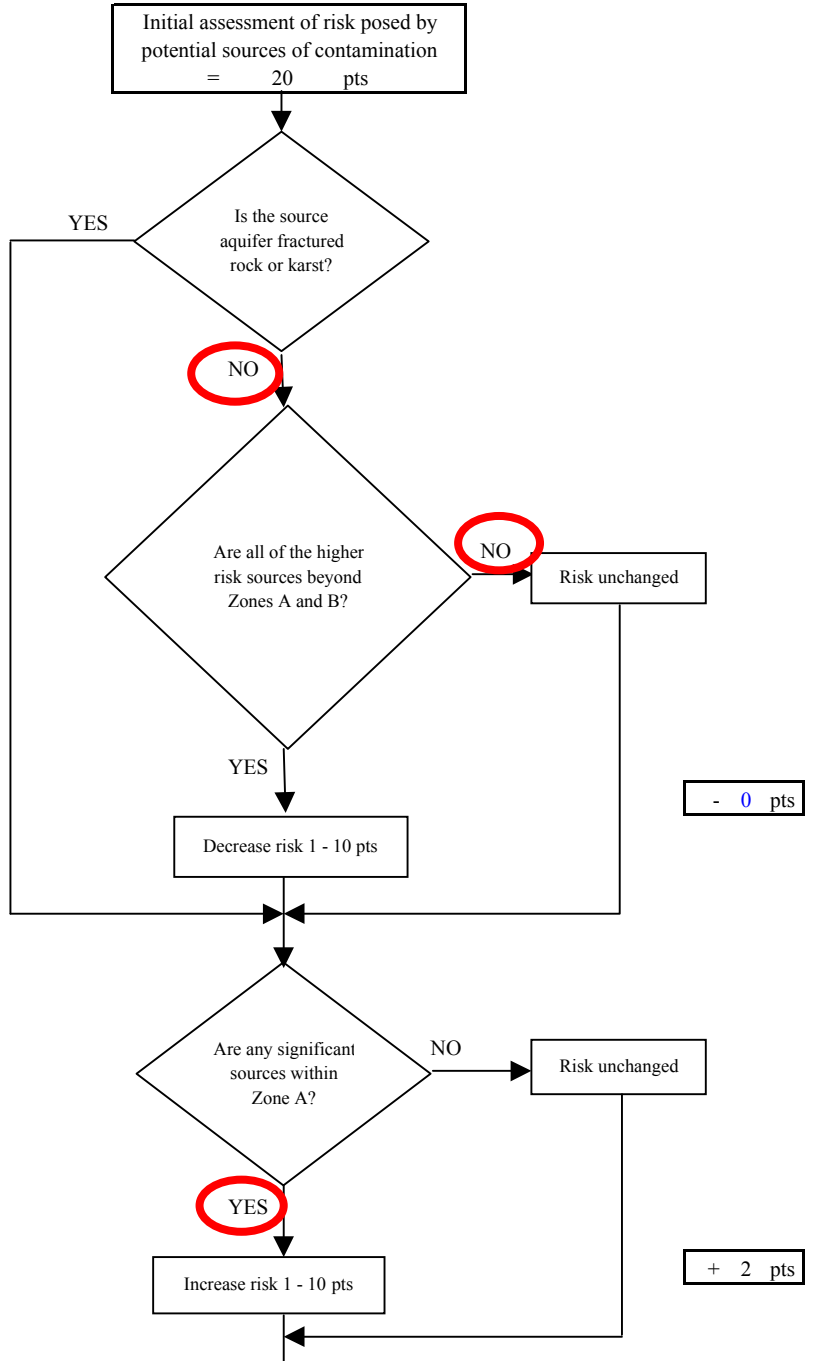 Initial assessment of risk posed by
potential sources of contamination
= 20 pts
YES
Is the source
aquifer fractured
rock or karst?
NO
Are all of the higher
risk sources beyond
Zones A and B?
NO
Risk unchanged
YES
- 0 pts
Decrease risk 1 - 10 pts
Are any significant
sources within
Zone A?
NO
Risk unchanged
YES
Increase risk 1 - 10 pts
+ 2 pts